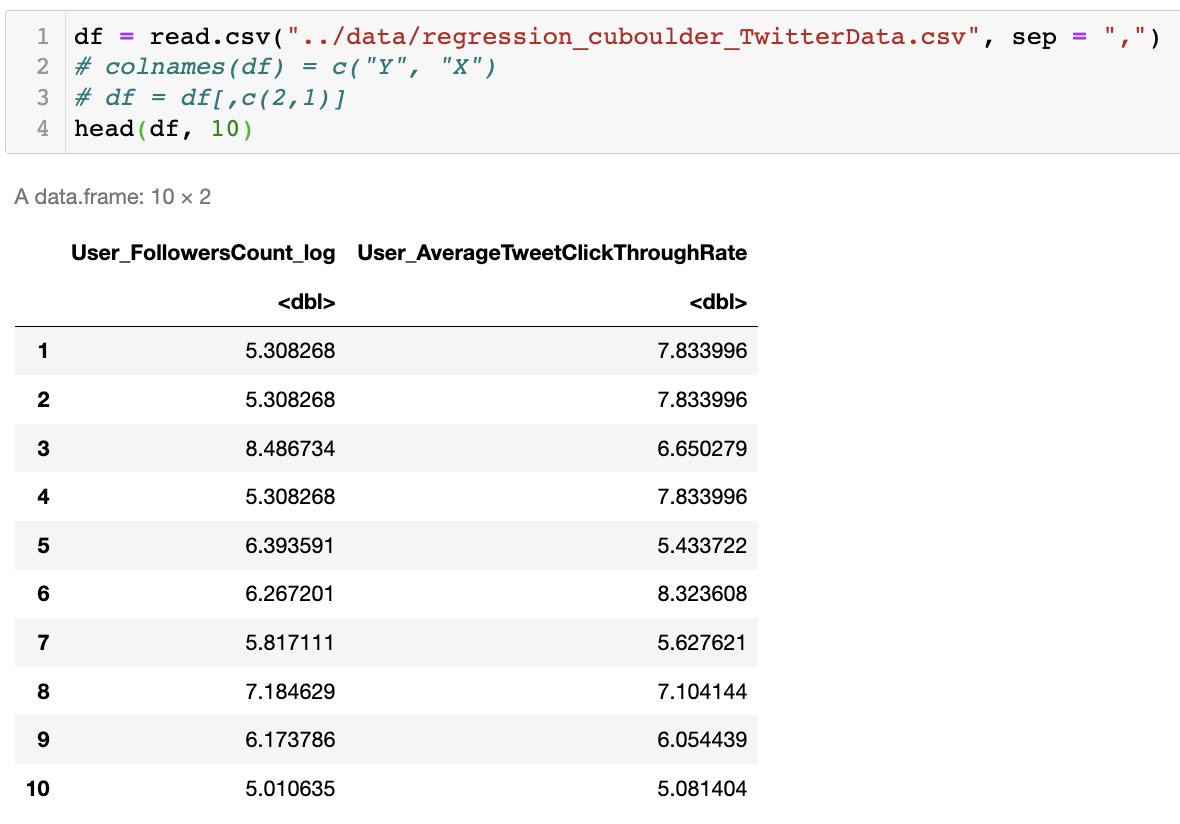 1 df = read.csv("../data/regression_cuboulder_TwitterData.csv", sep = ",")
2 # colnames(df) = c("Y", "X")
3 # df = df[,c(2,1)]
4 head(df, 10)
A data.frame: 10 × 2
User_FollowersCount_log User_AverageTweetClickThroughRate
<dbl> <dbl>
1 5.308268 7.833996
2 5.308268 7.833996
3 8.486734 6.650279
4 5.308268 7.833996
5 6.393591 5.433722
6 6.267201 8.323608
7 5.817111 5.627621
8 7.184629 7.104144
9 6.173786 6.054439
10 5.010635 5.081404